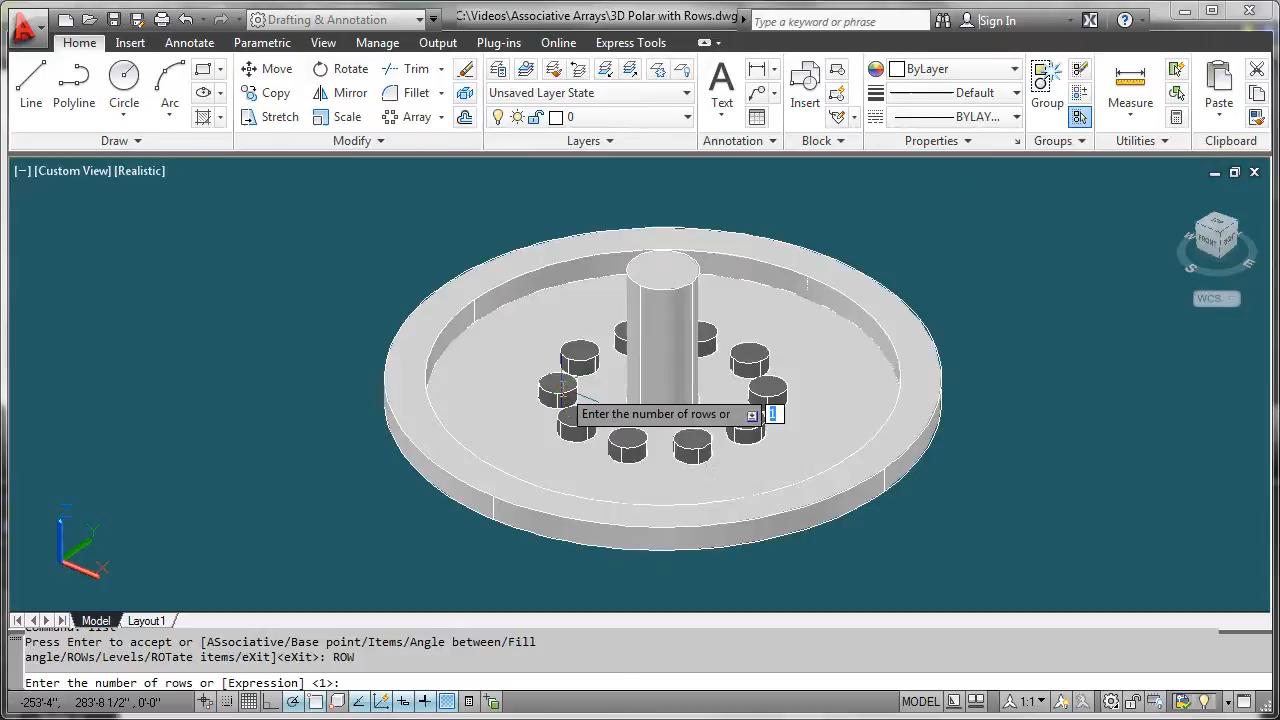 Drafting & Annotation
C:\Videos\Associative Arrays\3D Polar with Rows.dwg
Type a keyword or phrase
Sign In
Home
Insert
Annotate
Parametric
View
Manage
Output
Plug-ins
Online
Express Tools
Line
Polyline
Circle
Arc
Move
Copy
Stretch
Rotate
Mirror
Scale
Trim
Fillet
Array
Unsaved Layer State
0
Text
Insert
ByLayer
Default
BYLAY...
Group
Measure
Paste
Draw
Modify
Layers
Annotation
Block
Properties
Groups
Utilities
Clipboard
[−] [Custom View] [Realistic]
TOP
FRONT
W
S
E
WCS
Enter the number of rows or
1
Z
Y
X
Model
Layout1
Press Enter to accept or [ASsociative/Base point/Items/Angle between/Fill
angle/ROWs/Levels/ROTate items/eXit]<eXit>: ROW
Enter the number of rows or [Expression] <1>:
-253'-4", 283'-8 1/2", 0'-0"
MODEL
1:1